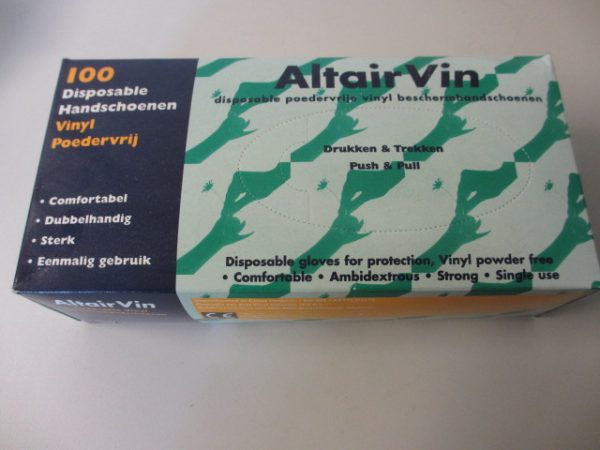 100
Disposable
Handschoenen
Vinyl
Poedervrij
• Comfortabel
• Dubbelhandig
• Sterk
• Eenmalig gebruik
AltairVin
disposable poedervrije vinyl beschermhandschoenen
Drukken & Trekken
Push & Pull
Disposable gloves for protection, Vinyl powder free
• Comfortable • Ambidextrous • Strong • Single use
AltairVin
CE